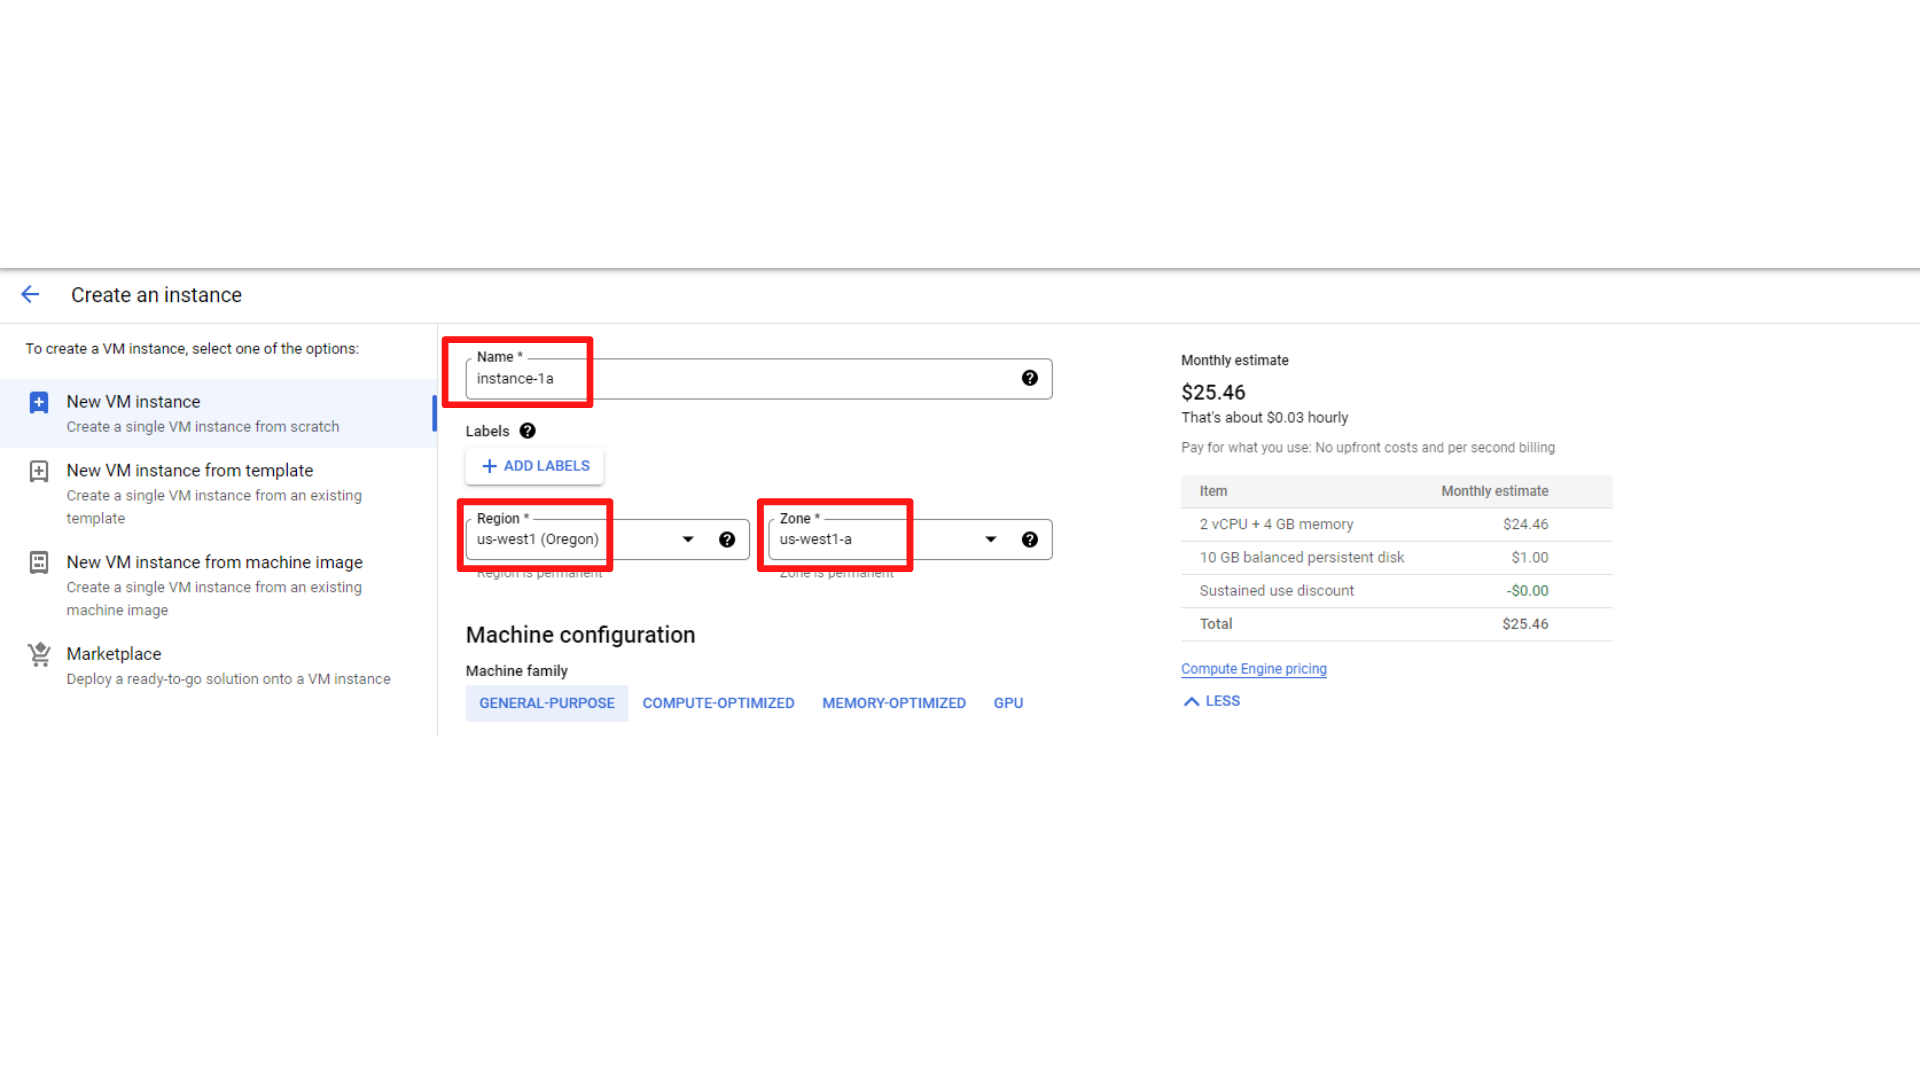 Create an instance
To create a VM instance, select one of the options:
New VM instance
Create a single VM instance from scratch
New VM instance from template
Create a single VM instance from an existing
template
New VM instance from machine image
Create a single VM instance from an existing
machine image
Marketplace
Deploy a ready-to-go solution onto a VM instance
Name *
instance-1a
Labels
ADD LABELS
Region *
us-west1 (Oregon)
Region is permanent
Zone *
us-west1-a
Zone is permanent
Machine configuration
Machine family
GENERAL-PURPOSE COMPUTE-OPTIMIZED MEMORY-OPTIMIZED GPU
Monthly estimate
$25.46
That's about $0.03 hourly
Pay for what you use: No upfront costs and per second billing
Item Monthly estimate
2 vCPU + 4 GB memory $24.46
10 GB balanced persistent disk $1.00
Sustained use discount -$0.00
Total $25.46
Compute Engine pricing
LESS